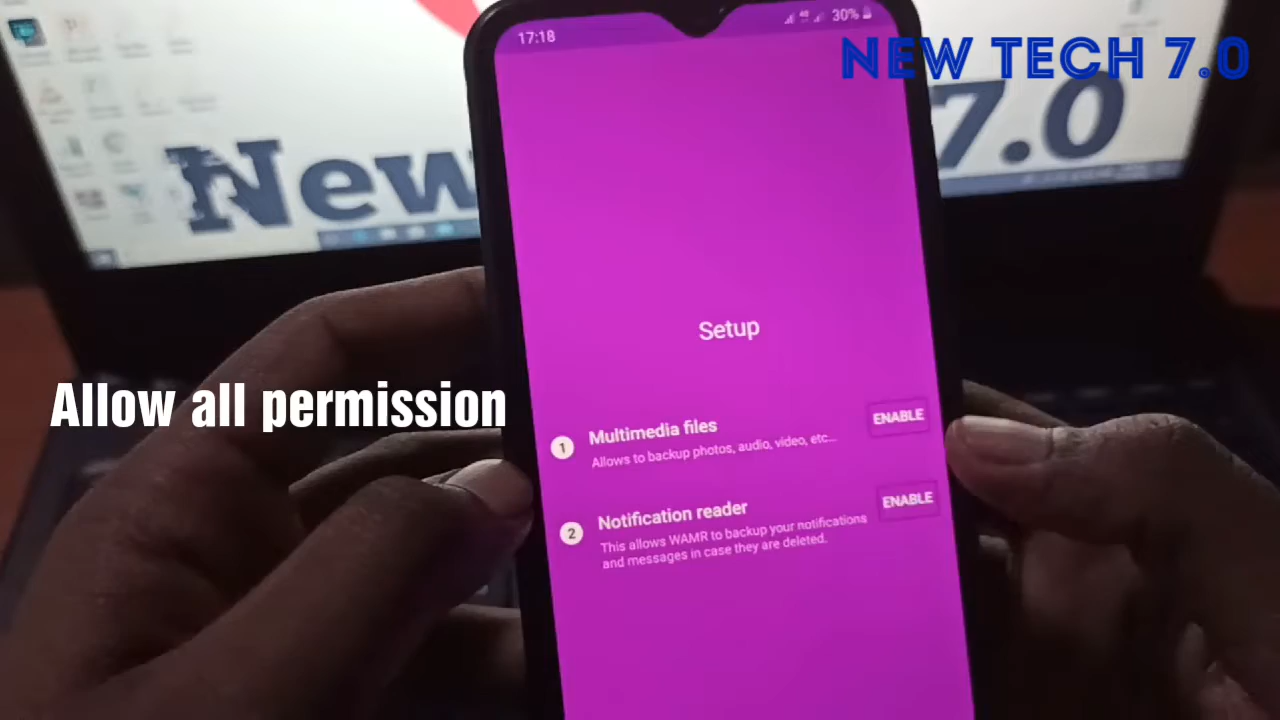 17:18
4G
30%
NEW TECH 7.0
New
7.0
Setup
Allow all permission
1
Multimedia files
Allows to backup photos, audio, video, etc...
ENABLE
2
Notification reader
This allows WAMR to backup your notifications
and messages in case they are deleted.
ENABLE